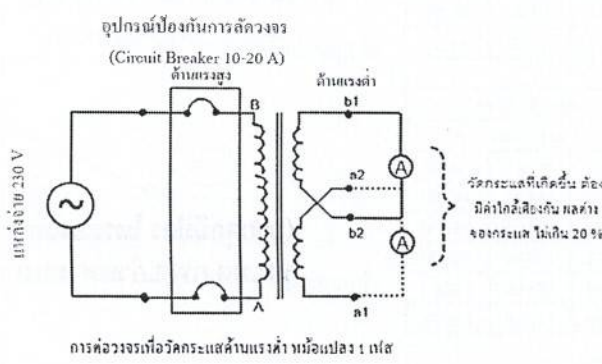 อุปกรณ์ป้องกันการลัดวงจร
(Circuit Breaker 10-20 A)
ด้านแรงสูง
ด้านแรงต่ำ
B
b1
A
a2
วัดกระแสที่เกิดขึ้น ต้อง
มีค่าใกล้เคียงกัน ผลต่าง
ของกระแส ไม่เกิน 20 %
แหล่งจ่าย 230 V
b2
A
A
a1
การต่อวงจรเพื่อวัดกระแสด้านแรงต่ำ หม้อแปลง 1 เฟส